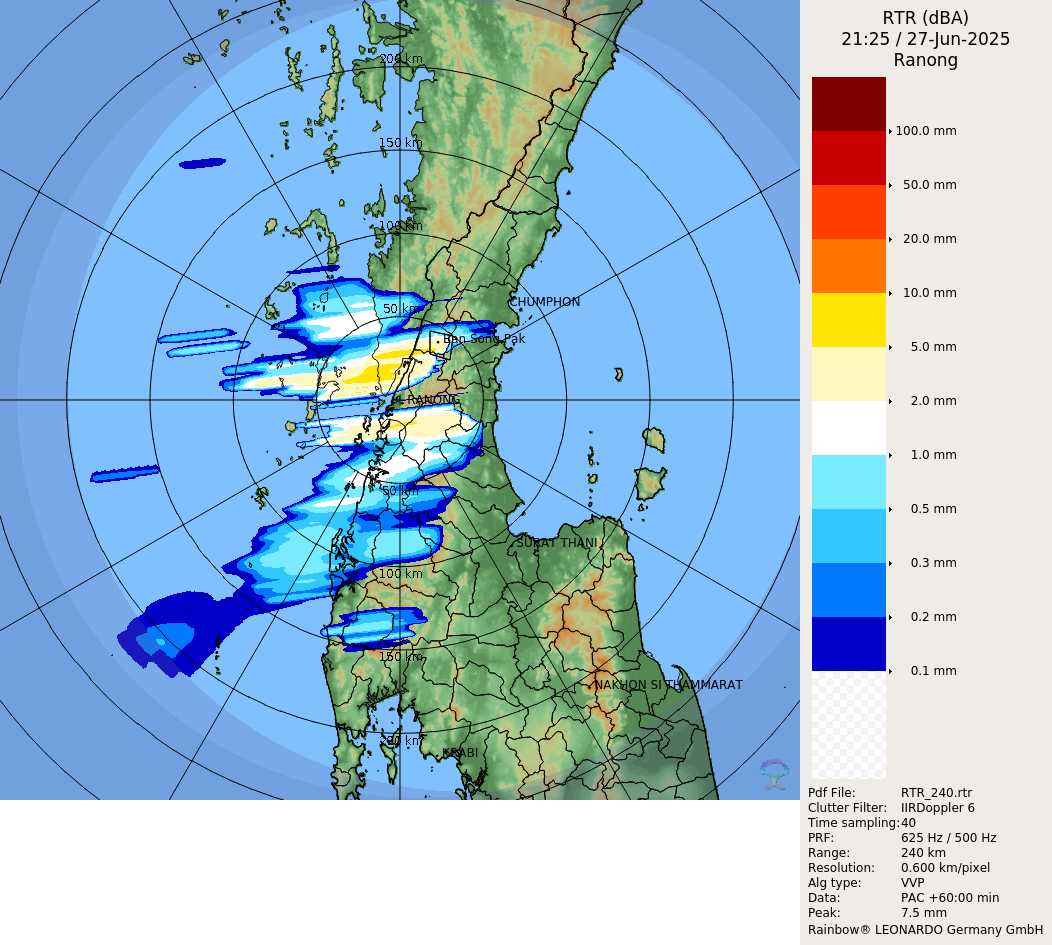 200 km
150 km
100 km
50 km
CHUMPHON
Ban Song Pak
RANONG
50 km
SURAT THANI
100 km
150 km
NAKHON SI THAMMARAT
200 km
KRABI
RTR (dBA)
21:25 / 27-Jun-2025
Ranong
100.0 mm
50.0 mm
20.0 mm
10.0 mm
5.0 mm
2.0 mm
1.0 mm
0.5 mm
0.3 mm
0.2 mm
0.1 mm
Pdf File: RTR_240.rtr
Clutter Filter: IIRDoppler 6
Time sampling:40
PRF: 625 Hz / 500 Hz
Range: 240 km
Resolution: 0.600 km/pixel
Alg type: VVP
Data: PAC +60:00 min
Peak: 7.5 mm
Rainbow® LEONARDO Germany GmbH